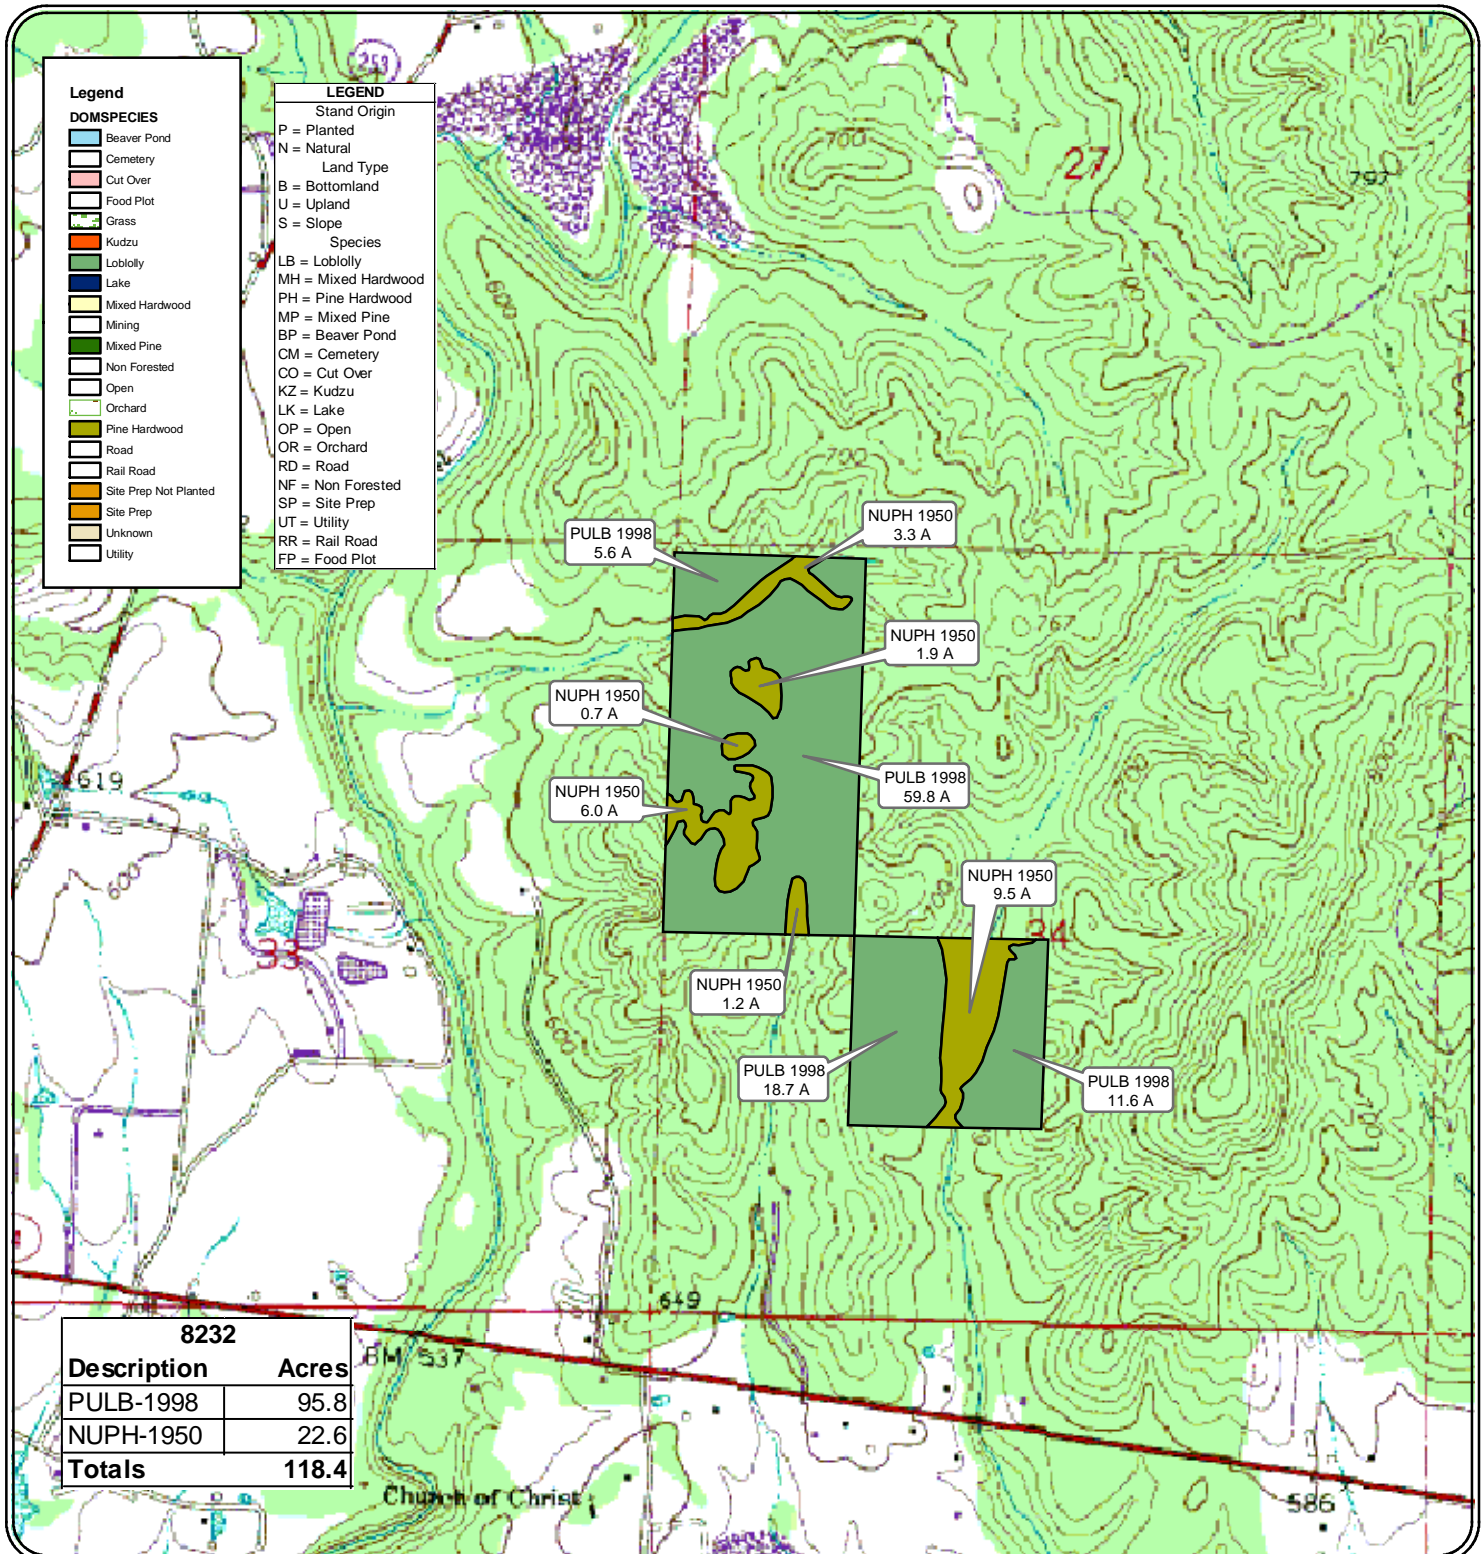 Legend
DOMSPECIES
Beaver Pond
Cemetery
Cut Over
Food Plot
Grass
Kudzu
Loblolly
Lake
Mixed Hardwood
Mining
Mixed Pine
Non Forested
Open
Orchard
Pine Hardwood
Road
Rail Road
Site Prep Not Planted
Site Prep
Unknown
Utility
LEGEND
Stand Origin
P = Planted
N = Natural
Land Type
B = Bottomland
U = Upland
S = Slope
Species
LB = Loblolly
MH = Mixed Hardwood
PH = Pine Hardwood
MP = Mixed Pine
BP = Beaver Pond
CM = Cemetery
CO = Cut Over
KZ = Kudzu
LK = Lake
OP = Open
OR = Orchard
RD = Road
NF = Non Forested
SP = Site Prep
UT = Utility
RR = Rail Road
FP = Food Plot
253
700
27
797
600
700
PULB 1998
5.6 A
NUPH 1950
3.3 A
767
NUPH 1950
1.9 A
NUPH 1950
0.7 A
PULB 1998
59.8 A
NUPH 1950
6.0 A
619
600
NUPH 1950
9.5 A
34
33
NUPH 1950
1.2 A
PULB 1998
18.7 A
PULB 1998
11.6 A
649
BM 537
8232
Description Acres
PULB-1998 95.8
NUPH-1950 22.6
Totals 118.4
Church of Christ
586